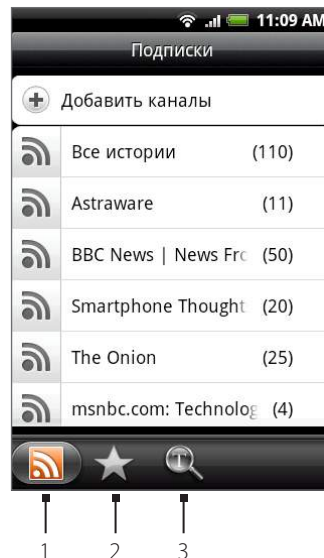 11:09 AM
Подписки
Добавить каналы
Все истории (110)
Astraware (11)
BBC News | News Fro (50)
Smartphone Thought (20)
The Onion (25)
msnbc.com: Technolog (4)
T
1 2 3